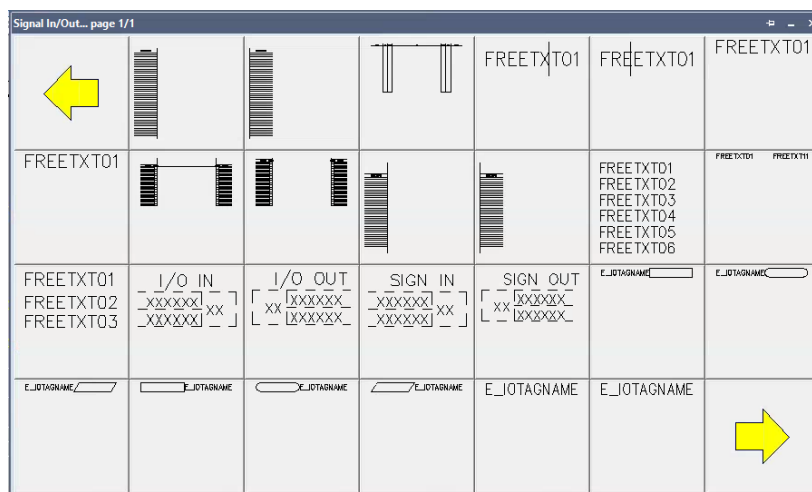 Signal In/Out... page 1/1
FREETXT01
FREETXT01
FREETXT01
FREETXT01
FREETXT01
FREETXT02
FREETXT03
FREETXT04
FREETXT05
FREETXT06
FREETXT01 FREETXT11
FREETXT01
FREETXT02
FREETXT03
I/O IN
XXXXXX
XXXXXX
XX
I/O OUT
XX
XXXXXX
XXXXXX
SIGN IN
XXXXXX
XXXXXX
XX
SIGN OUT
XX
XXXXXX
XXXXXX
E_IOTAGNAME
E_IOTAGNAME
E_IOTAGNAME
E_IOTAGNAME
E_IOTAGNAME
E_IOTAGNAME
E_IOTAGNAME
E_IOTAGNAME